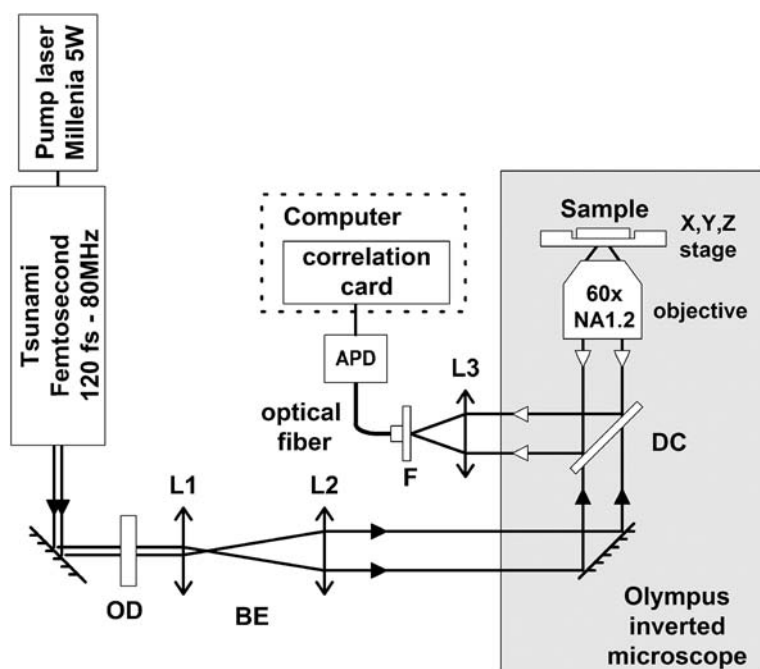 Pump laser
Millenia 5W
Tsunami
Femtosecond
120 fs - 80MHz
Computer
correlation
card
APD
optical
fiber
L3
F
Sample
X,Y,Z
stage
60x
NA1.2
objective
DC
L1
L2
OD
BE
Olympus
inverted
microscope